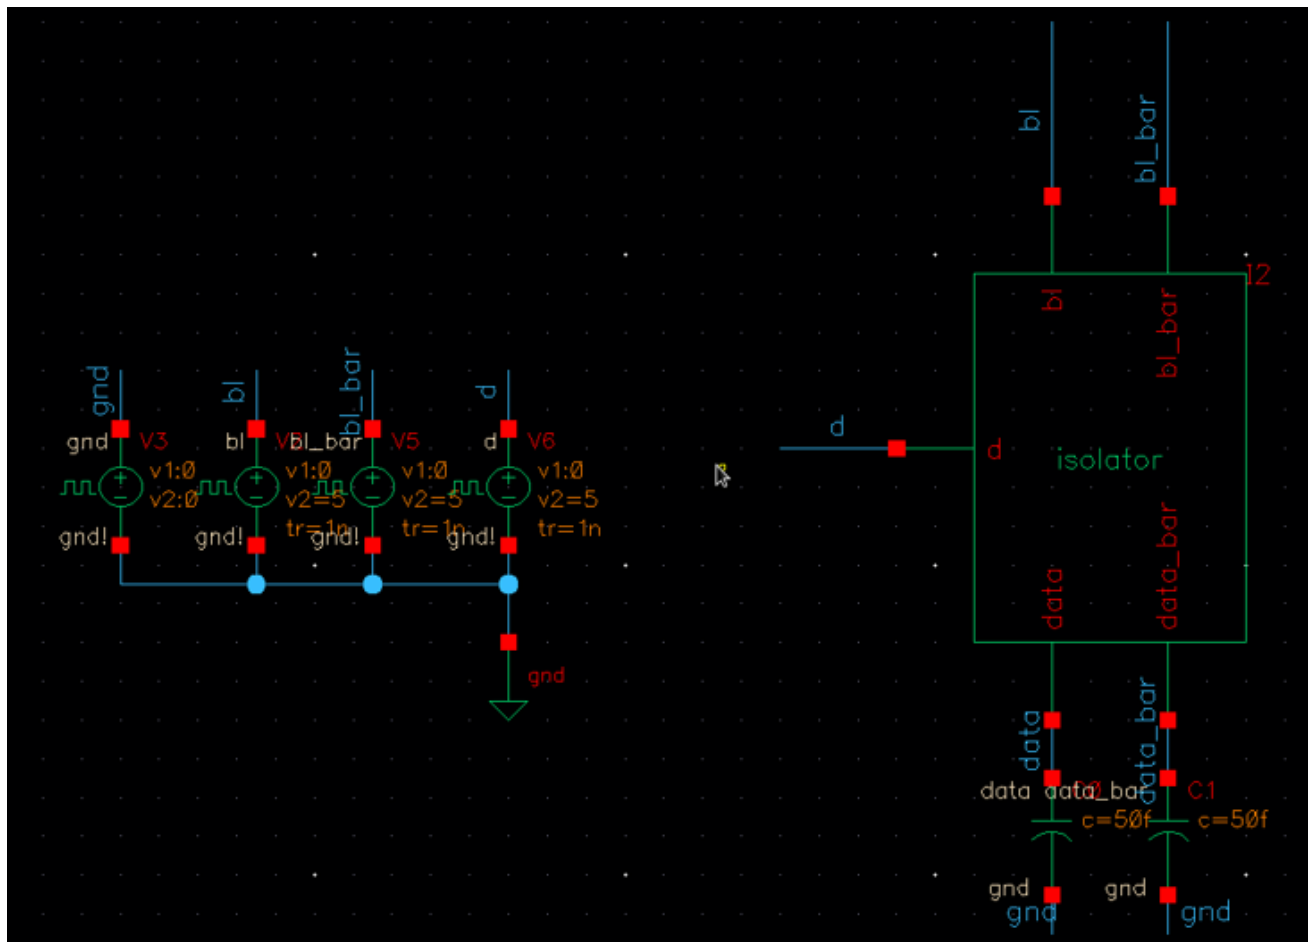 bl
bl_bar
I2
bl
bl_bar
gnd
bl
bl_bar
d
gnd
V3
bl
bl_bar
V5
d
V6
d
d
isolator
v1:0
v1:0
v1:0
v1:0
v2:0
v2=5
v2=5
v2=5
tr=1n
tr=1n
tr=1n
gnd!
gnd!
gnd!
gnd!
data
data_bar
gnd
data
data_bar
data
data_bar
C1
c=50f
c=50f
gnd
gnd
gnd
gnd